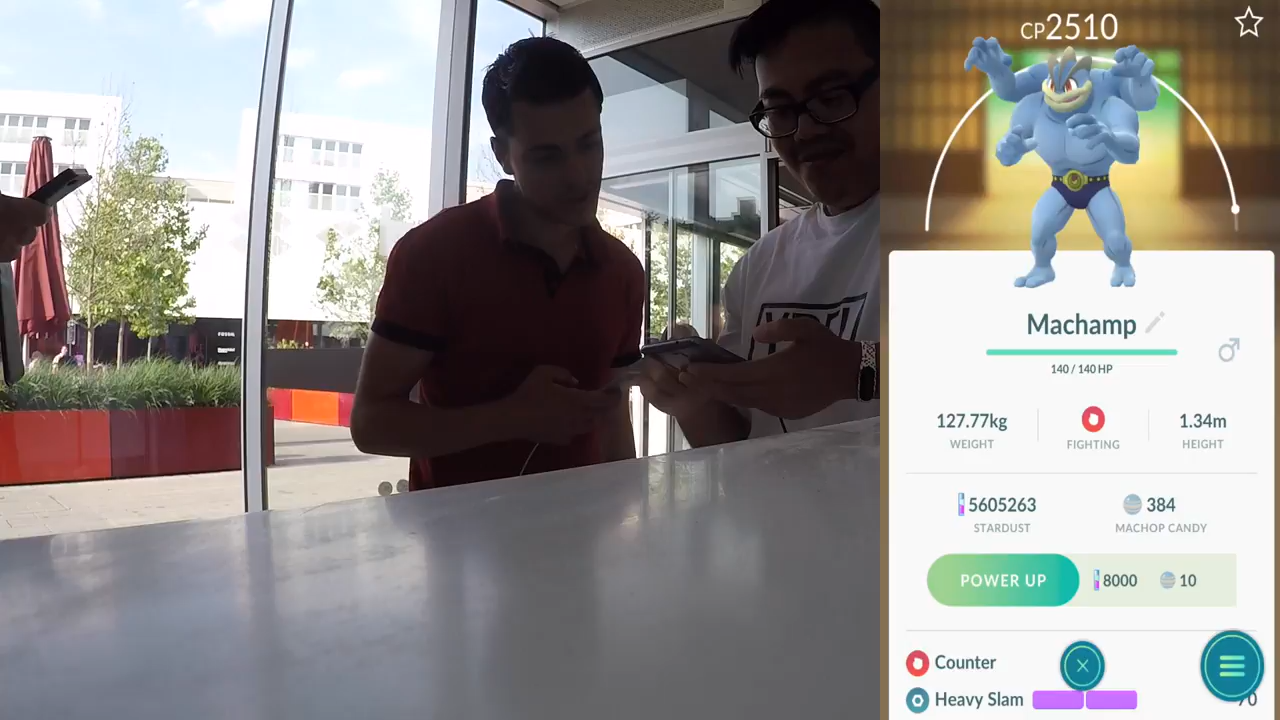 CP2510
Machamp
140 / 140 HP
127.77kg
WEIGHT
FIGHTING
1.34m
HEIGHT
5605263
STARDUST
384
MACHOP CANDY
POWER UP
8000
10
Counter
Heavy Slam
70